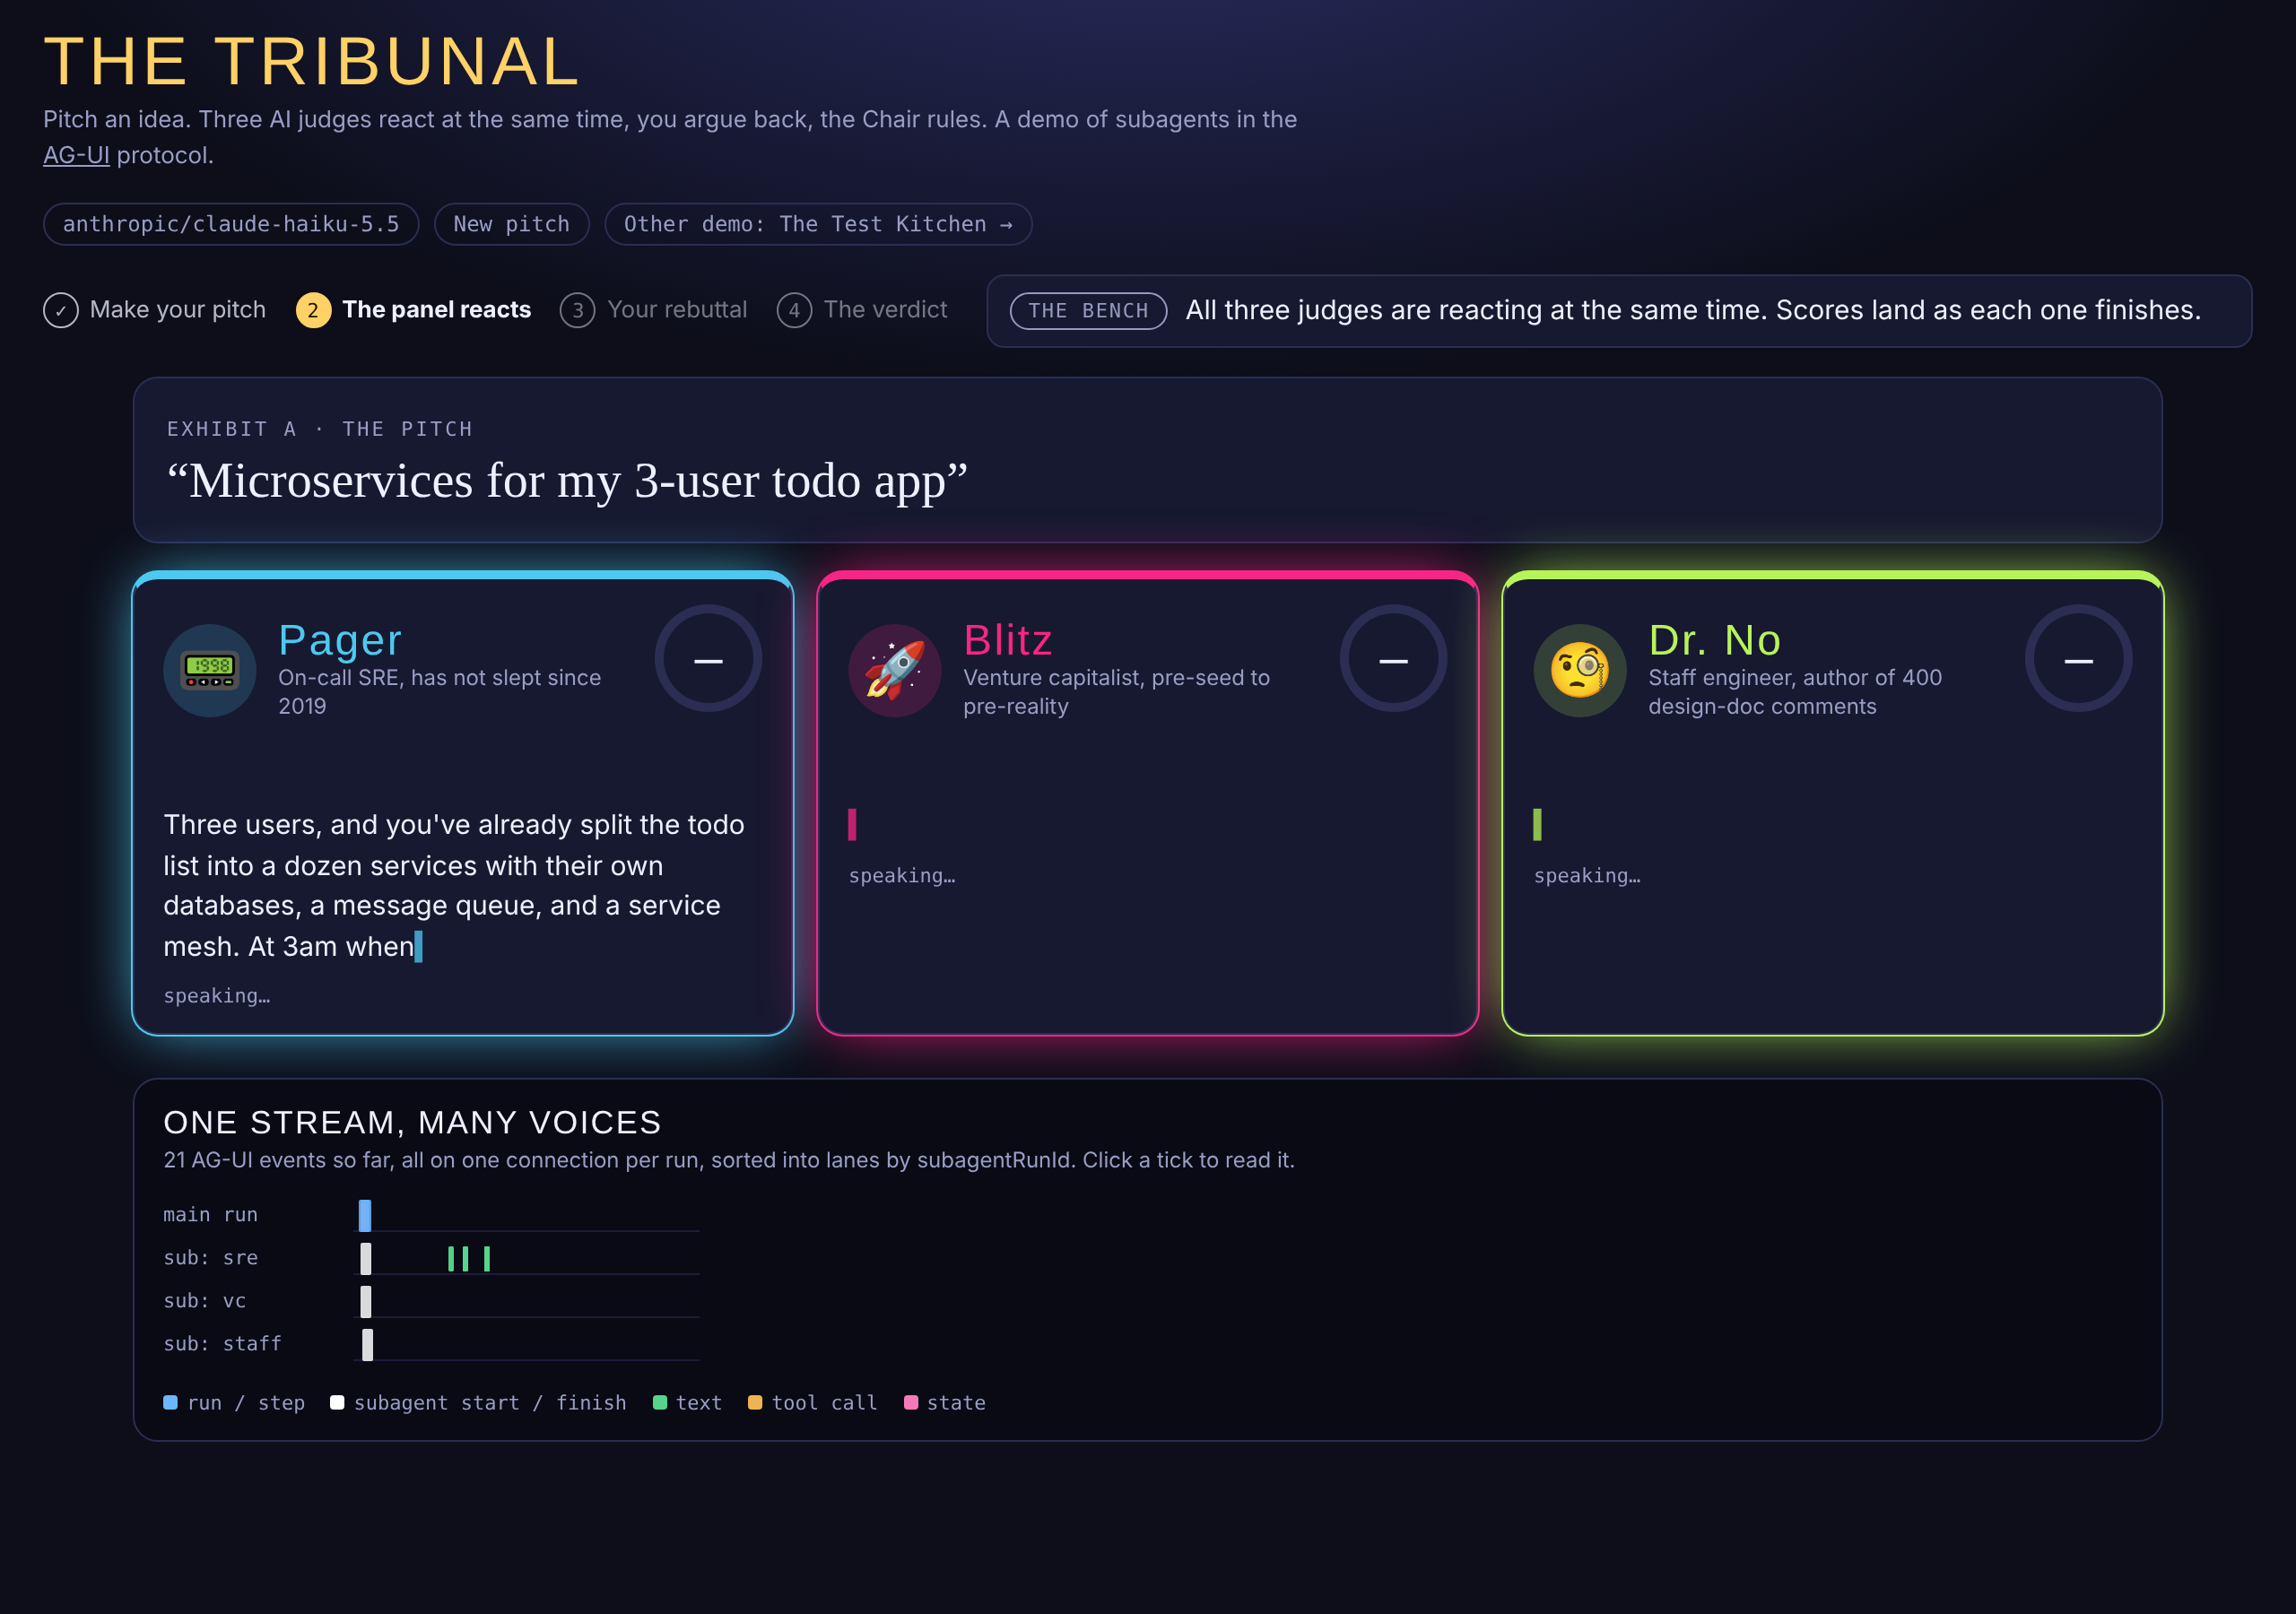 THE TRIBUNAL
Pitch an idea. Three AI judges react at the same time, you argue back, the Chair rules. A demo of subagents in the
AG-UI protocol.
anthropic/claude-haiku-5.5
New pitch
Other demo: The Test Kitchen →
✓ Make your pitch
2 The panel reacts
3 Your rebuttal
4 The verdict
THE BENCH All three judges are reacting at the same time. Scores land as each one finishes.
EXHIBIT A · THE PITCH
“Microservices for my 3-user todo app”
1998
Pager
On-call SRE, has not slept since
2019
–
Three users, and you've already split the todo
list into a dozen services with their own
databases, a message queue, and a service
mesh. At 3am when
speaking…
Blitz
Venture capitalist, pre-seed to
pre-reality
–
speaking…
Dr. No
Staff engineer, author of 400
design-doc comments
–
speaking…
ONE STREAM, MANY VOICES
21 AG-UI events so far, all on one connection per run, sorted into lanes by subagentRunId. Click a tick to read it.
main run
sub: sre
sub: vc
sub: staff
run / step
subagent start / finish
text
tool call
state